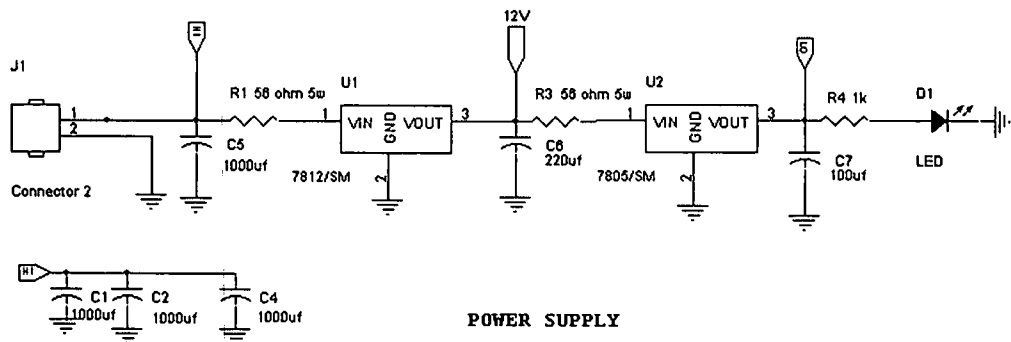 12V
J1
R1 56 ohm 5w
U1
R3 56 ohm 5w
U2
5
R4 1k
D1
1
2
1
VIN
GND
VOUT
3
1
VIN
GND
VOUT
3
C5
1000uf
C6
220uf
C7
100uf
LED
Connector 2
7812/SM
2
7805/SM
2
C1
1000uf
C2
1000uf
C4
1000uf
POWER SUPPLY